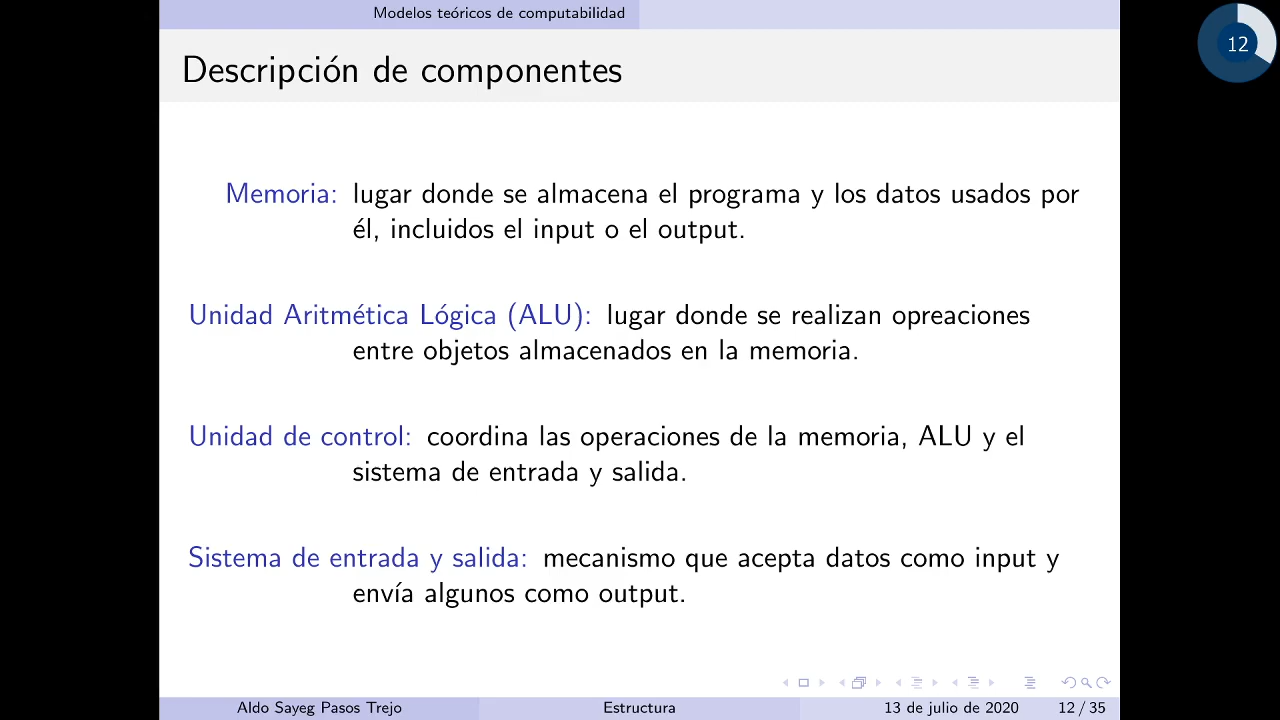 Modelos teóricos de computabilidad
12
Descripción de componentes
Memoria: lugar donde se almacena el programa y los datos usados por
él, incluidos el input o el output.
Unidad Aritmética Lógica (ALU): lugar donde se realizan opreaciones
entre objetos almacenados en la memoria.
Unidad de control: coordina las operaciones de la memoria, ALU y el
sistema de entrada y salida.
Sistema de entrada y salida: mecanismo que acepta datos como input y
envía algunos como output.
Aldo Sayeg Pasos Trejo Estructura 13 de julio de 2020 12 / 35